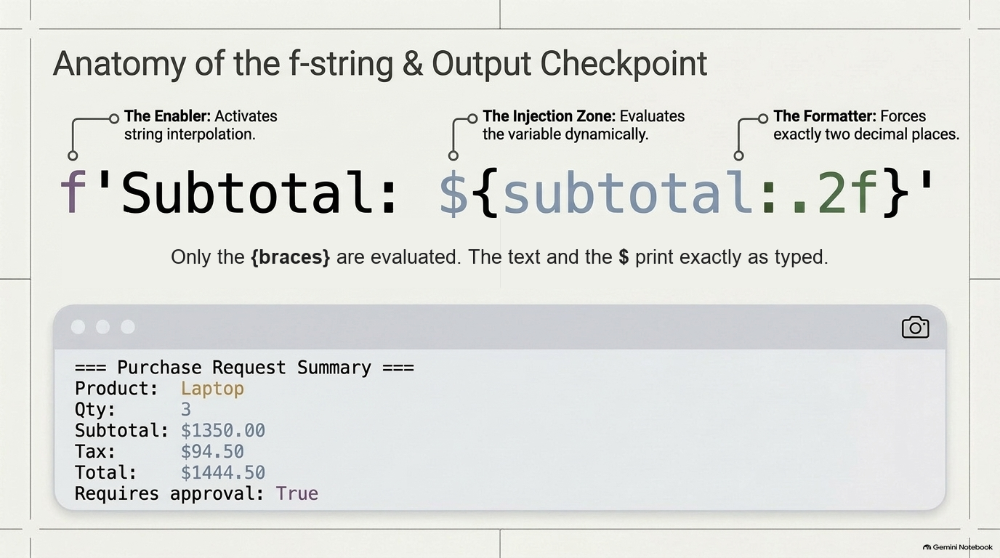 Anatomy of the f-string & Output Checkpoint
The Enabler: Activates
string interpolation.
The Injection Zone: Evaluates
the variable dynamically.
The Formatter: Forces
exactly two decimal places.
f'Subtotal: ${subtotal:.2f}'
Only the {braces} are evaluated. The text and the $ print exactly as typed.
=== Purchase Request Summary ===
Product:  Laptop
Qty:      3
Subtotal: $1350.00
Tax:      $94.50
Total:    $1444.50
Requires approval: True
Gemini Notebook